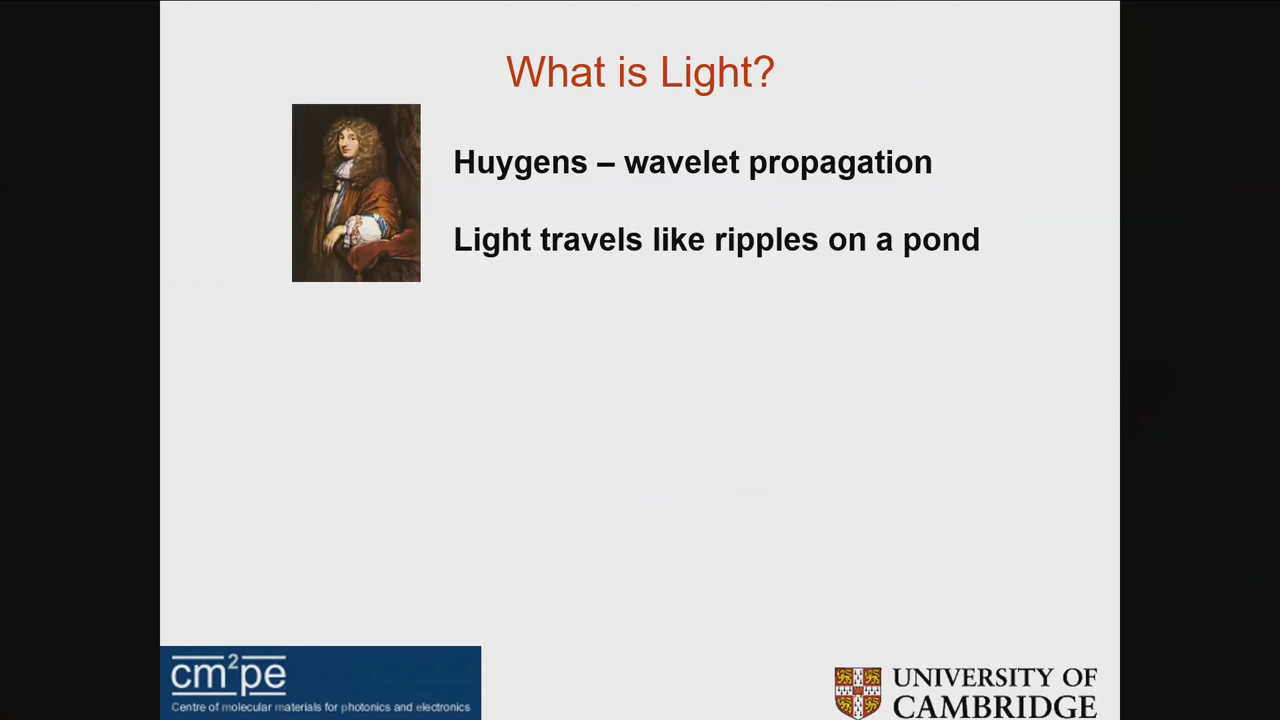 What is Light?
Huygens – wavelet propagation
Light travels like ripples on a pond
cm²pe
Centre of molecular materials for photonics and electronics
UNIVERSITY OF
CAMBRIDGE